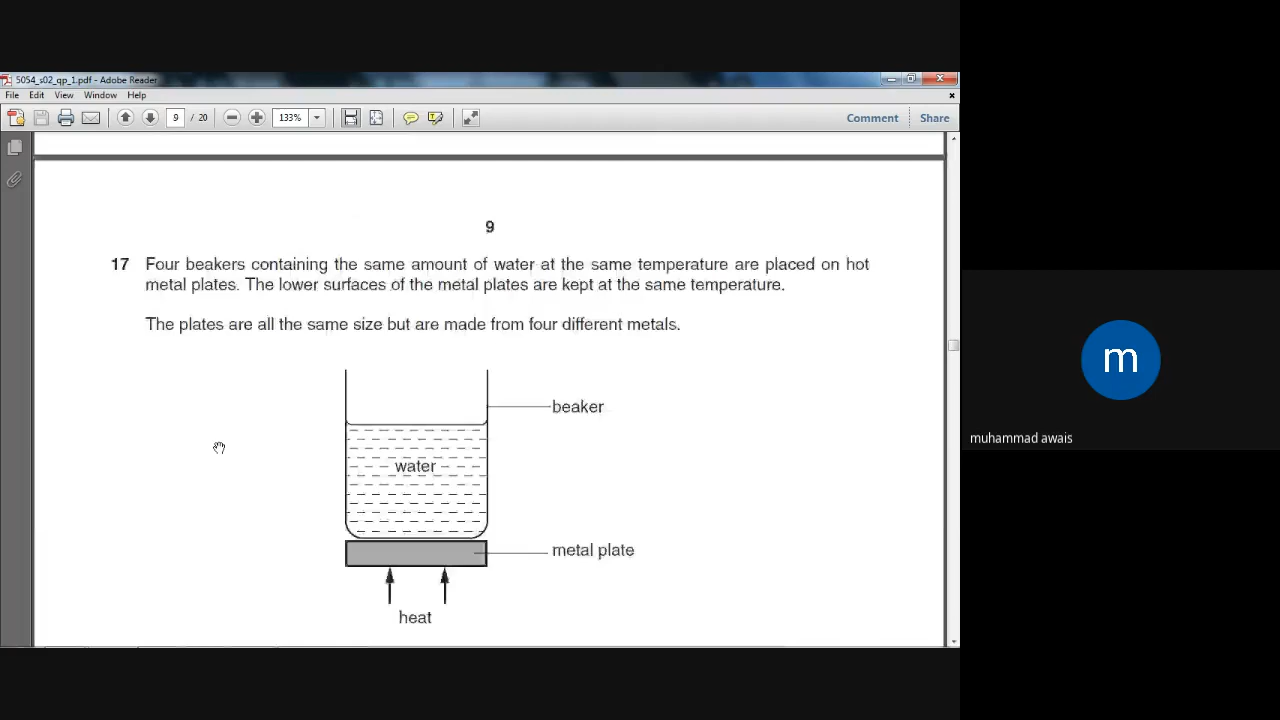 5054_s02_qp_1.pdf - Adobe Reader
File Edit View Window Help
9 / 20 133% Comment Share
9
17 Four beakers containing the same amount of water at the same temperature are placed on hot
metal plates. The lower surfaces of the metal plates are kept at the same temperature.
The plates are all the same size but are made from four different metals.
beaker
water
metal plate
heat
m
muhammad awais